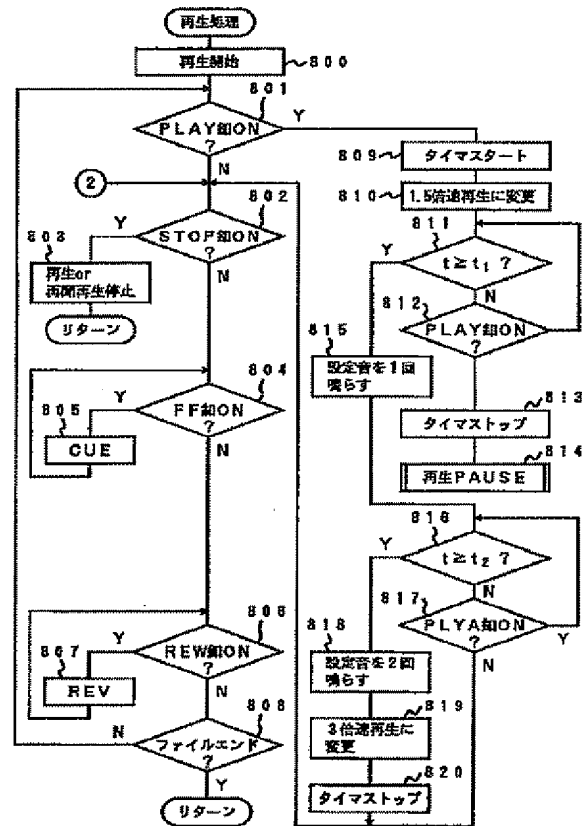 再生処理
再生開始
800
801
PLAY釦ON
?
Y
N
2
802
STOP釦ON
?
Y
N
803
再生or
再開再生停止
リターン
804
FF釦ON
?
Y
N
805
CUE
806
REW釦ON
?
Y
N
807
REV
808
ファイルエンド
?
N
Y
リターン
809
タイマスタート
810
1.5倍速再生に変更
811
t≧t₁ ?
Y
N
812
PLAY釦ON
?
813
タイマストップ
814
再生PAUSE
815
設定音を1回
鳴らす
816
t≧t₂ ?
Y
N
817
PLYA釦ON
?
Y
N
818
設定音を2回
鳴らす
819
3倍速再生に
変更
820
タイマストップ